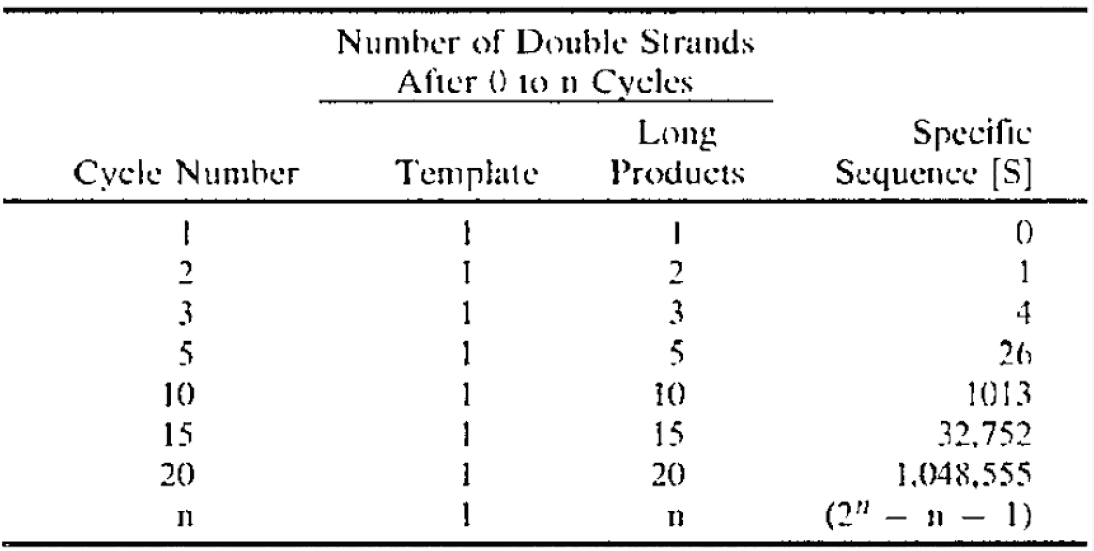 Number of Double Strands
After 0 to n Cycles
Long Specific
Cycle Number Template Products Sequence [S]
1 1 1 0
2 1 2 1
3 1 3 4
5 1 5 26
10 1 10 1013
15 1 15 32,752
20 1 20 1,048,555
n 1 n (2ⁿ − n − 1)